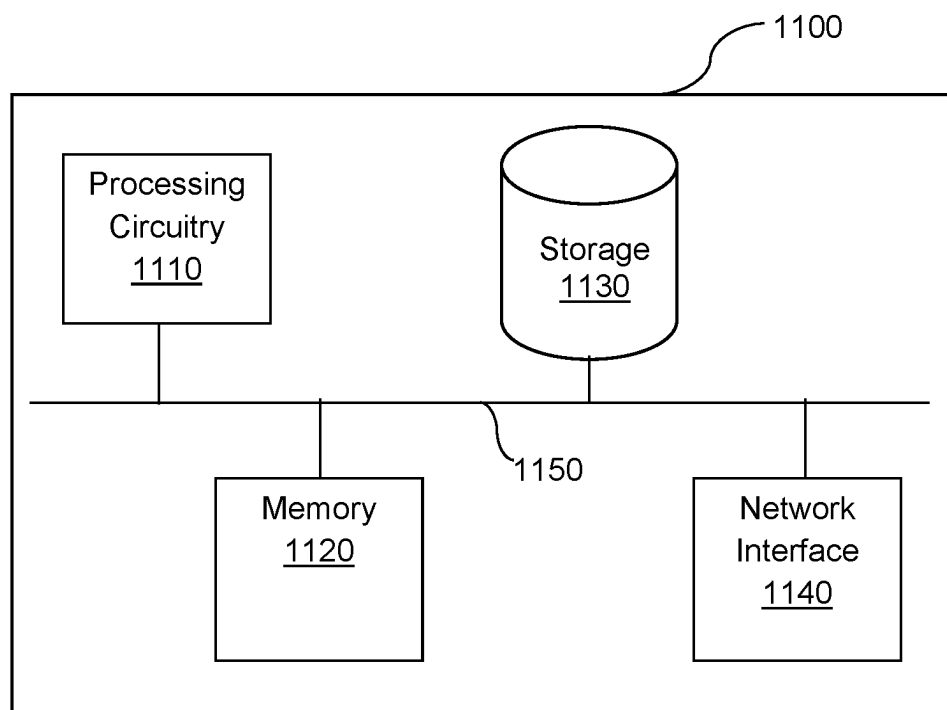 1100
Processing
Circuitry
1110
Storage
1130
1150
Memory
1120
Network
Interface
1140